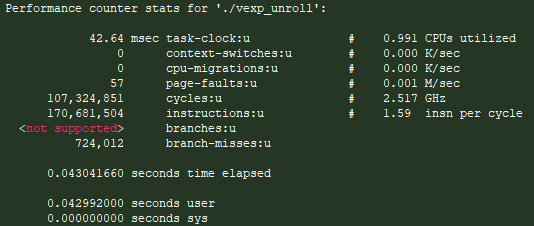 Performance counter stats for './vexp_unroll':
42.64 msec task-clock:u # 0.991 CPUs utilized
0 context-switches:u # 0.000 K/sec
0 cpu-migrations:u # 0.000 K/sec
57 page-faults:u # 0.001 M/sec
107,324,851 cycles:u # 2.517 GHz
170,681,504 instructions:u # 1.59 insn per cycle
<not supported> branches:u
724,012 branch-misses:u
0.043041660 seconds time elapsed
0.042992000 seconds user
0.000000000 seconds sys